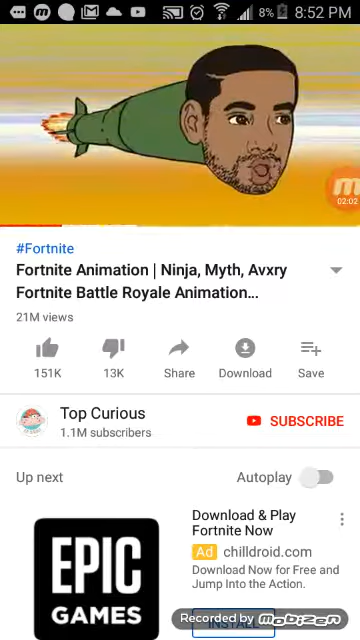 8% 8:52 PM
02:02
#Fortnite
Fortnite Animation | Ninja, Myth, Avxry
Fortnite Battle Royale Animation...
21M views
151K 13K Share Download Save
Top Curious
1.1M subscribers
SUBSCRIBE
Up next Autoplay
EPIC
GAMES
Download & Play
Fortnite Now
Ad chilldroid.com
Download Now for Free and
Jump Into the Action.
INSTALL
Recorded by Mobizen